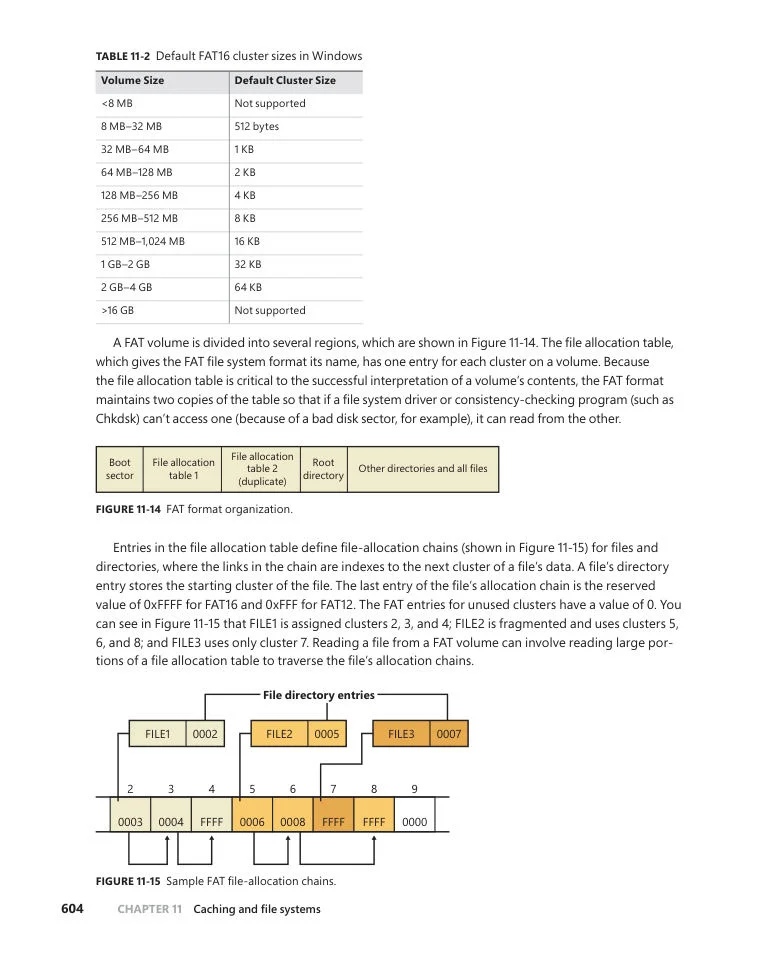 TABLE 11-2 Default FAT16 cluster sizes in Windows
Volume Size Default Cluster Size
<8 MB Not supported
8 MB–32 MB 512 bytes
32 MB–64 MB 1 KB
64 MB–128 MB 2 KB
128 MB–256 MB 4 KB
256 MB–512 MB 8 KB
512 MB–1,024 MB 16 KB
1 GB–2 GB 32 KB
2 GB–4 GB 64 KB
>16 GB Not supported
A FAT volume is divided into several regions, which are shown in Figure 11-14. The file allocation table,
which gives the FAT file system format its name, has one entry for each cluster on a volume. Because
the file allocation table is critical to the successful interpretation of a volume’s contents, the FAT format
maintains two copies of the table so that if a file system driver or consistency-checking program (such as
Chkdsk) can’t access one (because of a bad disk sector, for example), it can read from the other.
Boot
sector
File allocation
table 1
File allocation
table 2
(duplicate)
Root
directory
Other directories and all files
FIGURE 11-14 FAT format organization.
Entries in the file allocation table define file-allocation chains (shown in Figure 11-15) for files and
directories, where the links in the chain are indexes to the next cluster of a file’s data. A file’s directory
entry stores the starting cluster of the file. The last entry of the file’s allocation chain is the reserved
value of 0xFFFF for FAT16 and 0xFFF for FAT12. The FAT entries for unused clusters have a value of 0. You
can see in Figure 11-15 that FILE1 is assigned clusters 2, 3, and 4; FILE2 is fragmented and uses clusters 5,
6, and 8; and FILE3 uses only cluster 7. Reading a file from a FAT volume can involve reading large por-
tions of a file allocation table to traverse the file’s allocation chains.
File directory entries
FILE1 0002 FILE2 0005 FILE3 0007
2 3 4 5 6 7 8 9
0003 0004 FFFF 0006 0008 FFFF FFFF 0000
FIGURE 11-15 Sample FAT file-allocation chains.
604 CHAPTER 11 Caching and file systems